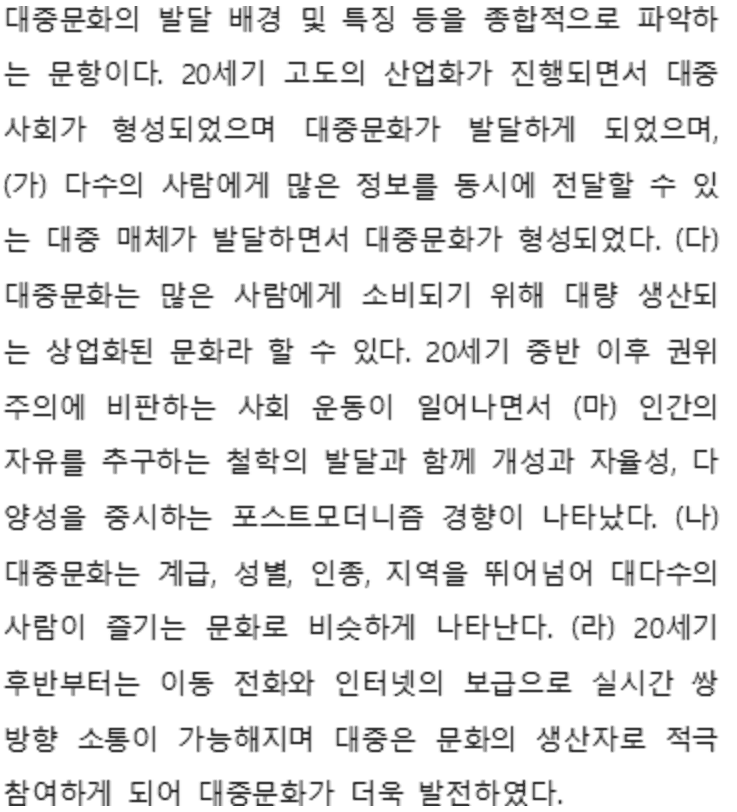 대중문화의 발달 배경 및 특징 등을 종합적으로 파악하
는 문항이다. 20세기 고도의 산업화가 진행되면서 대중
사회가 형성되었으며 대중문화가 발달하게 되었으며,
(가) 다수의 사람에게 많은 정보를 동시에 전달할 수 있
는 대중 매체가 발달하면서 대중문화가 형성되었다. (다)
대중문화는 많은 사람에게 소비되기 위해 대량 생산되
는 상업화된 문화라 할 수 있다. 20세기 중반 이후 권위
주의에 비판하는 사회 운동이 일어나면서 (마) 인간의
자유를 추구하는 철학의 발달과 함께 개성과 자율성, 다
양성을 중시하는 포스트모더니즘 경향이 나타났다. (나)
대중문화는 계급, 성별, 인종, 지역을 뛰어넘어 대다수의
사람이 즐기는 문화로 비슷하게 나타난다. (라) 20세기
후반부터는 이동 전화와 인터넷의 보급으로 실시간 쌍
방향 소통이 가능해지며 대중은 문화의 생산자로 적극
참여하게 되어 대중문화가 더욱 발전하였다.